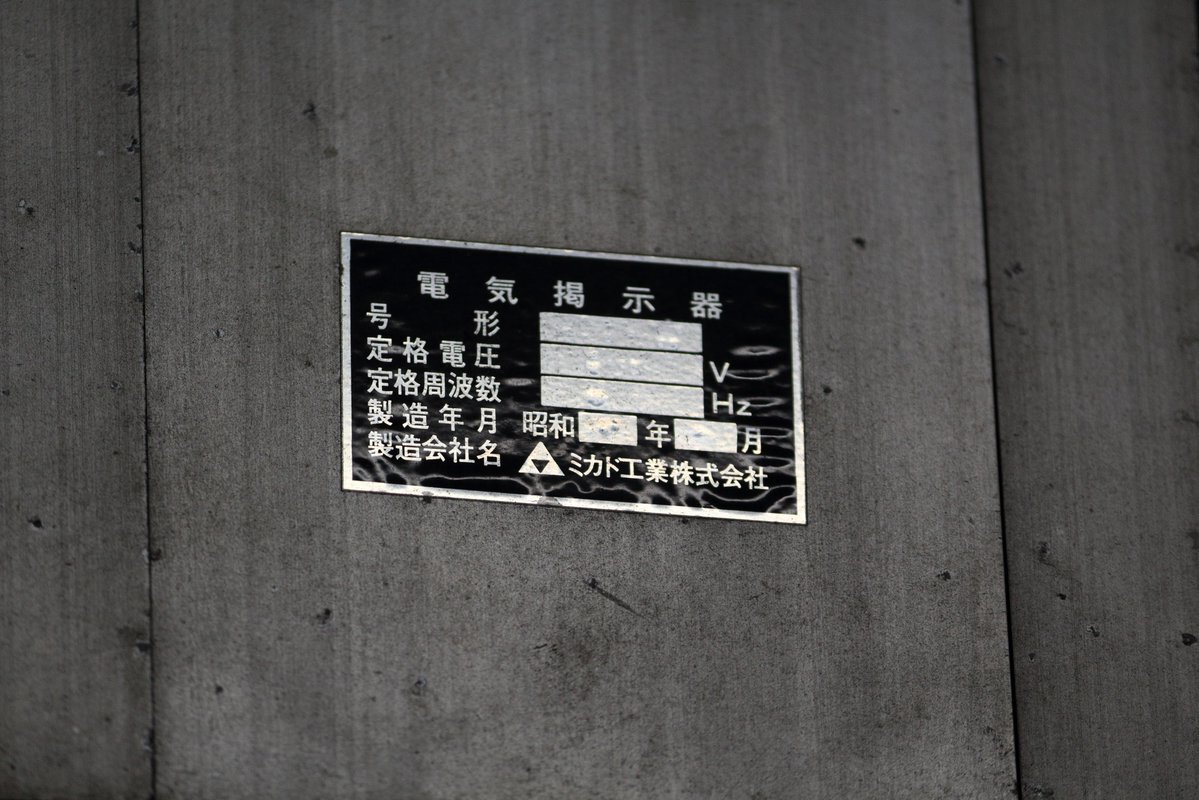 電気掲示器
号形
定格電圧 V
定格周波数 Hz
製造年月 昭和 年 月
製造会社名 ミカド工業株式会社